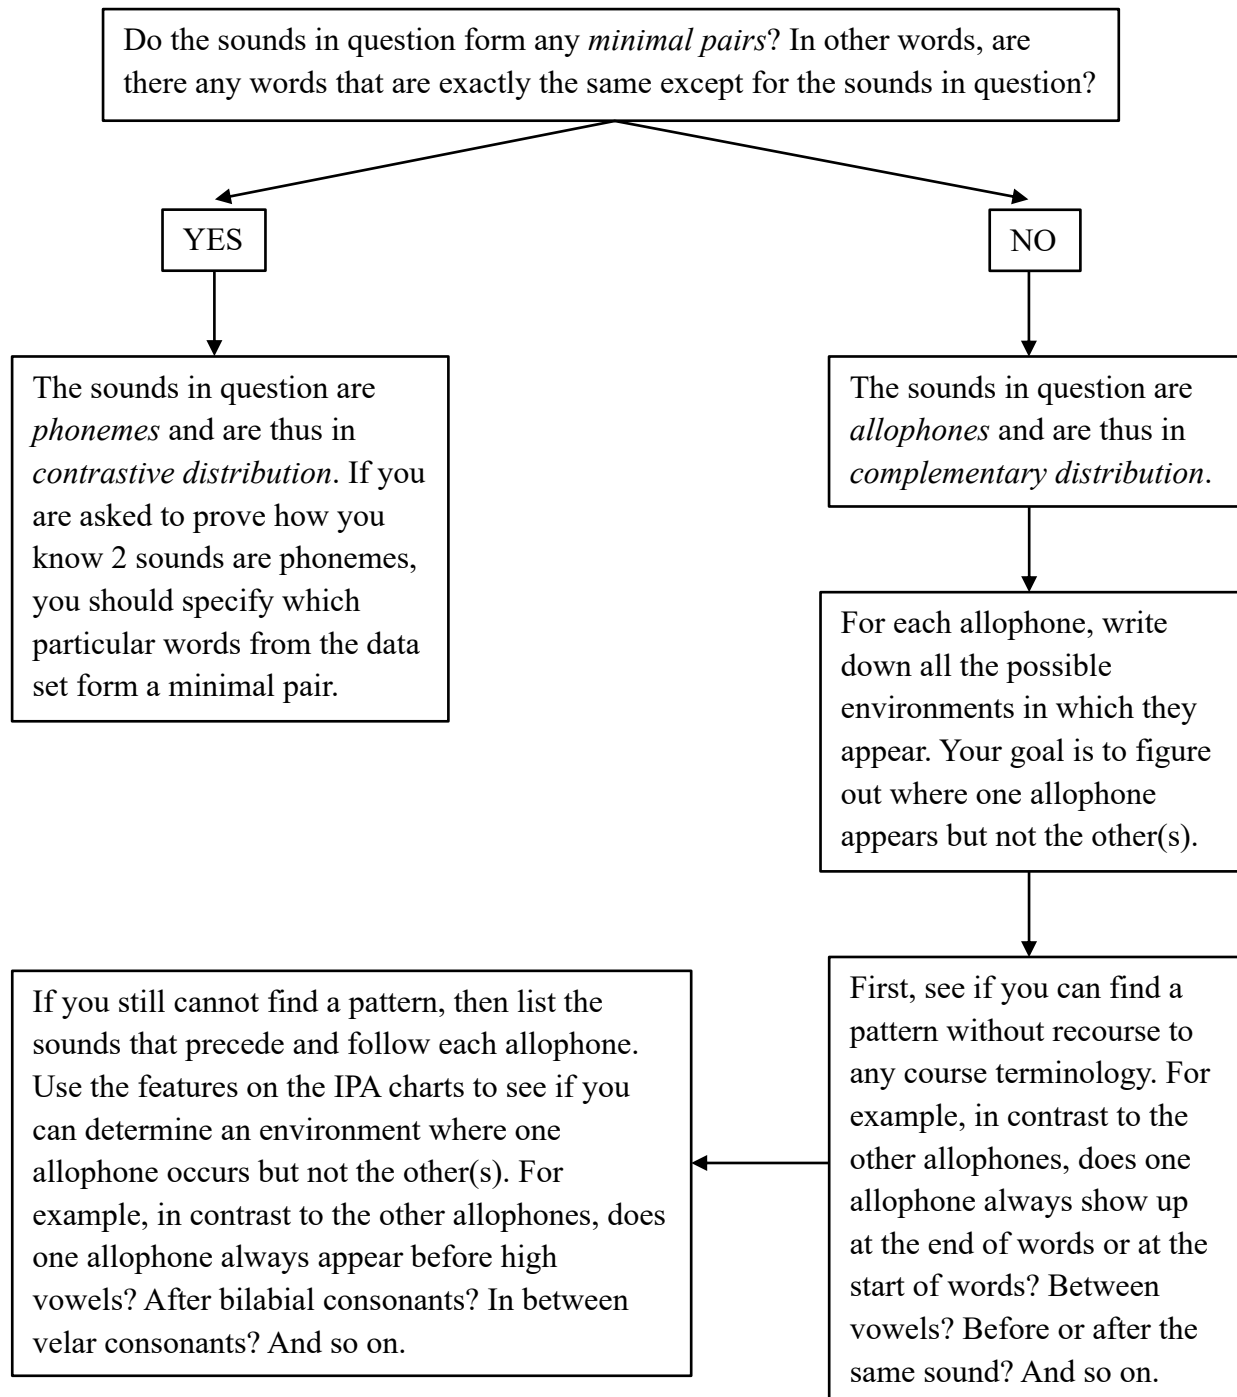 Do the sounds in question form any minimal pairs? In other words, are
there any words that are exactly the same except for the sounds in question?
YES
NO
The sounds in question are
phonemes and are thus in
contrastive distribution. If you
are asked to prove how you
know 2 sounds are phonemes,
you should specify which
particular words from the data
set form a minimal pair.
The sounds in question are
allophones and are thus in
complementary distribution.
For each allophone, write
down all the possible
environments in which they
appear. Your goal is to figure
out where one allophone
appears but not the other(s).
First, see if you can find a
pattern without recourse to
any course terminology. For
example, in contrast to the
other allophones, does one
allophone always show up
at the end of words or at the
start of words? Between
vowels? Before or after the
same sound? And so on.
If you still cannot find a pattern, then list the
sounds that precede and follow each allophone.
Use the features on the IPA charts to see if you
can determine an environment where one
allophone occurs but not the other(s). For
example, in contrast to the other allophones, does
one allophone always appear before high
vowels? After bilabial consonants? In between
velar consonants? And so on.